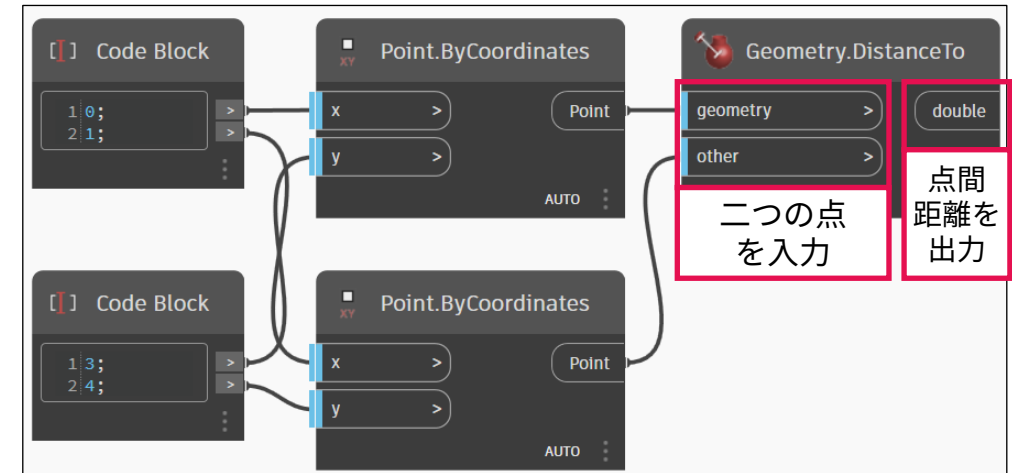 [I] Code Block
1 0;
2 1;
>
>
XY
Point.ByCoordinates
x >
y >
Point
AUTO
Geometry.DistanceTo
geometry >
other >
double
二つの点
を入力
点間
距離を
出力
[I] Code Block
1 3;
2 4;
>
>
XY
Point.ByCoordinates
x >
y >
Point
AUTO